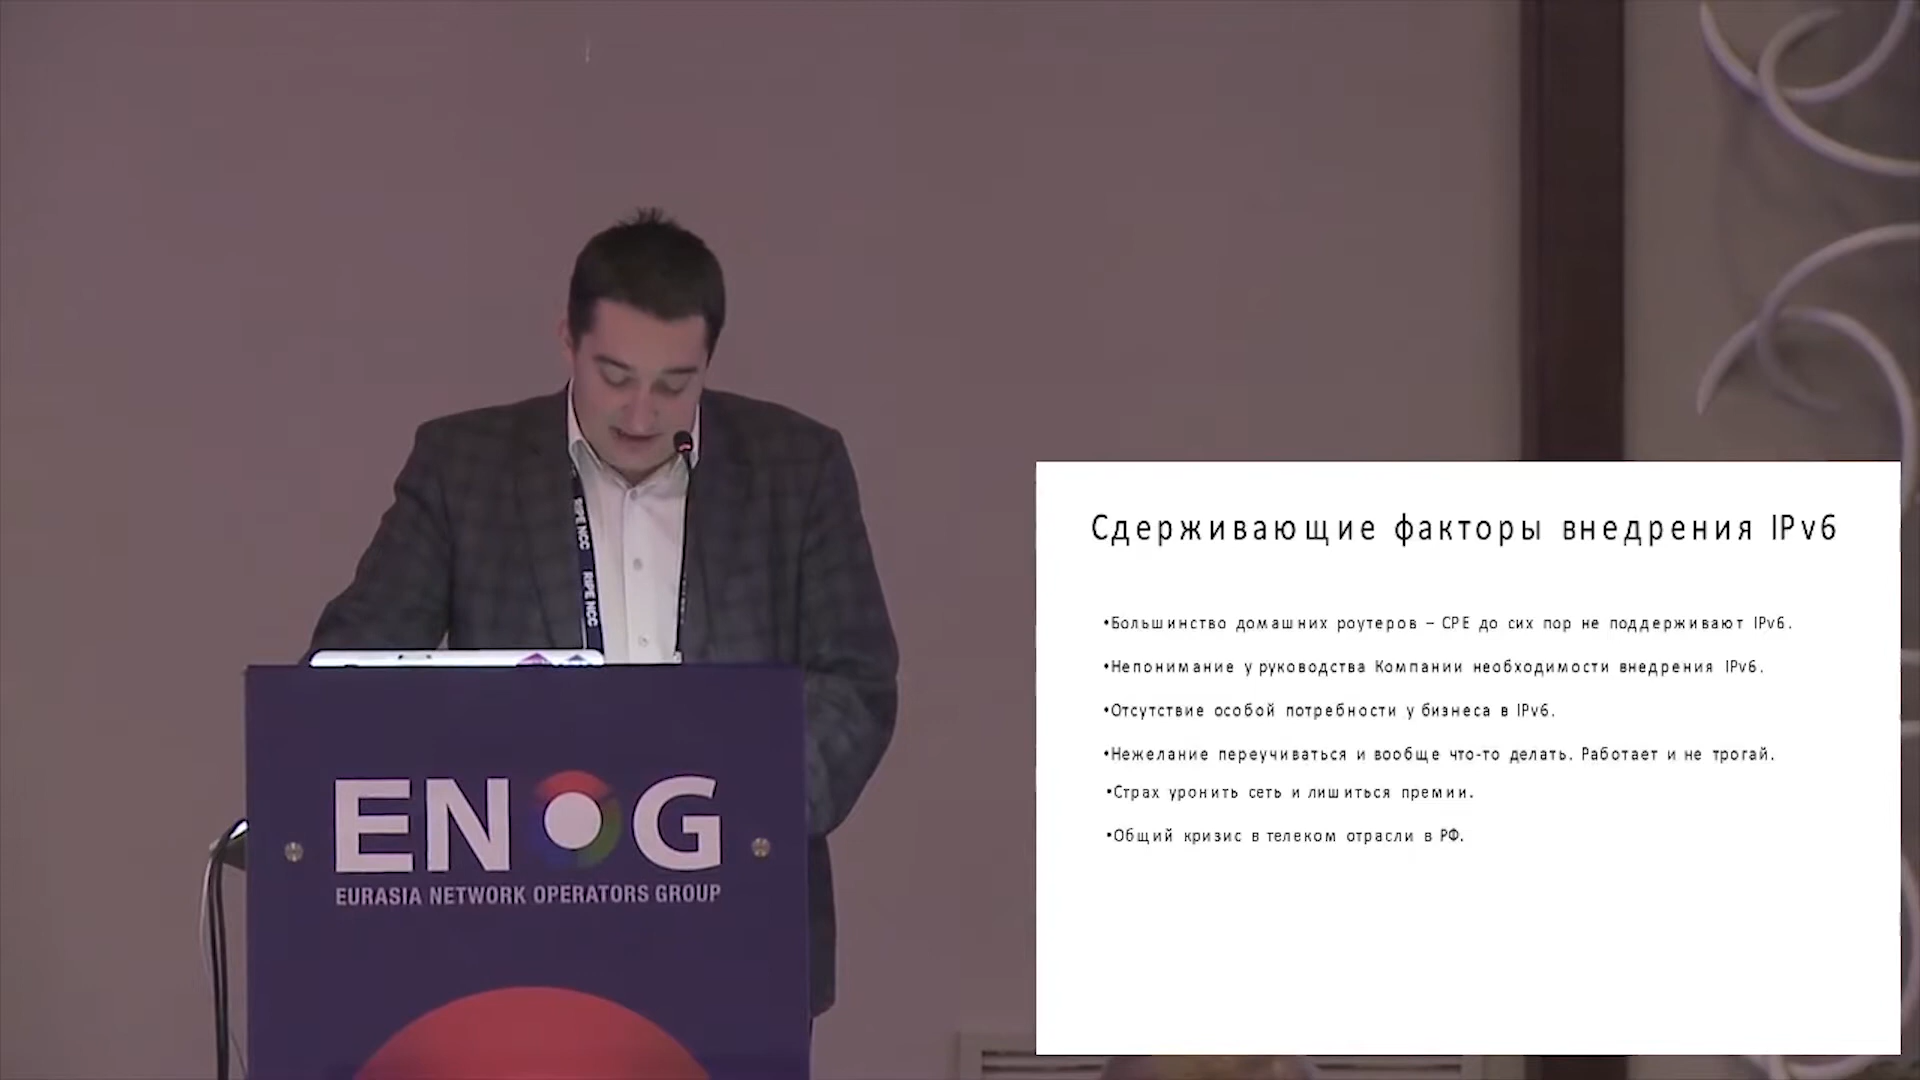 RIPE NCC
RIPE NCC
ENOG
EURASIA NETWORK OPERATORS GROUP
Сдерживающие факторы внедрения IPv6
•Большинство домашних роутеров – CPE до сих пор не поддерживают IPv6.
•Непонимание у руководства Компании необходимости внедрения IPv6.
•Отсутствие особой потребности у бизнеса в IPv6.
•Нежелание переучиваться и вообще что-то делать. Работает и не трогай.
•Страх уронить сеть и лишиться премии.
•Общий кризис в телеком отрасли в РФ.